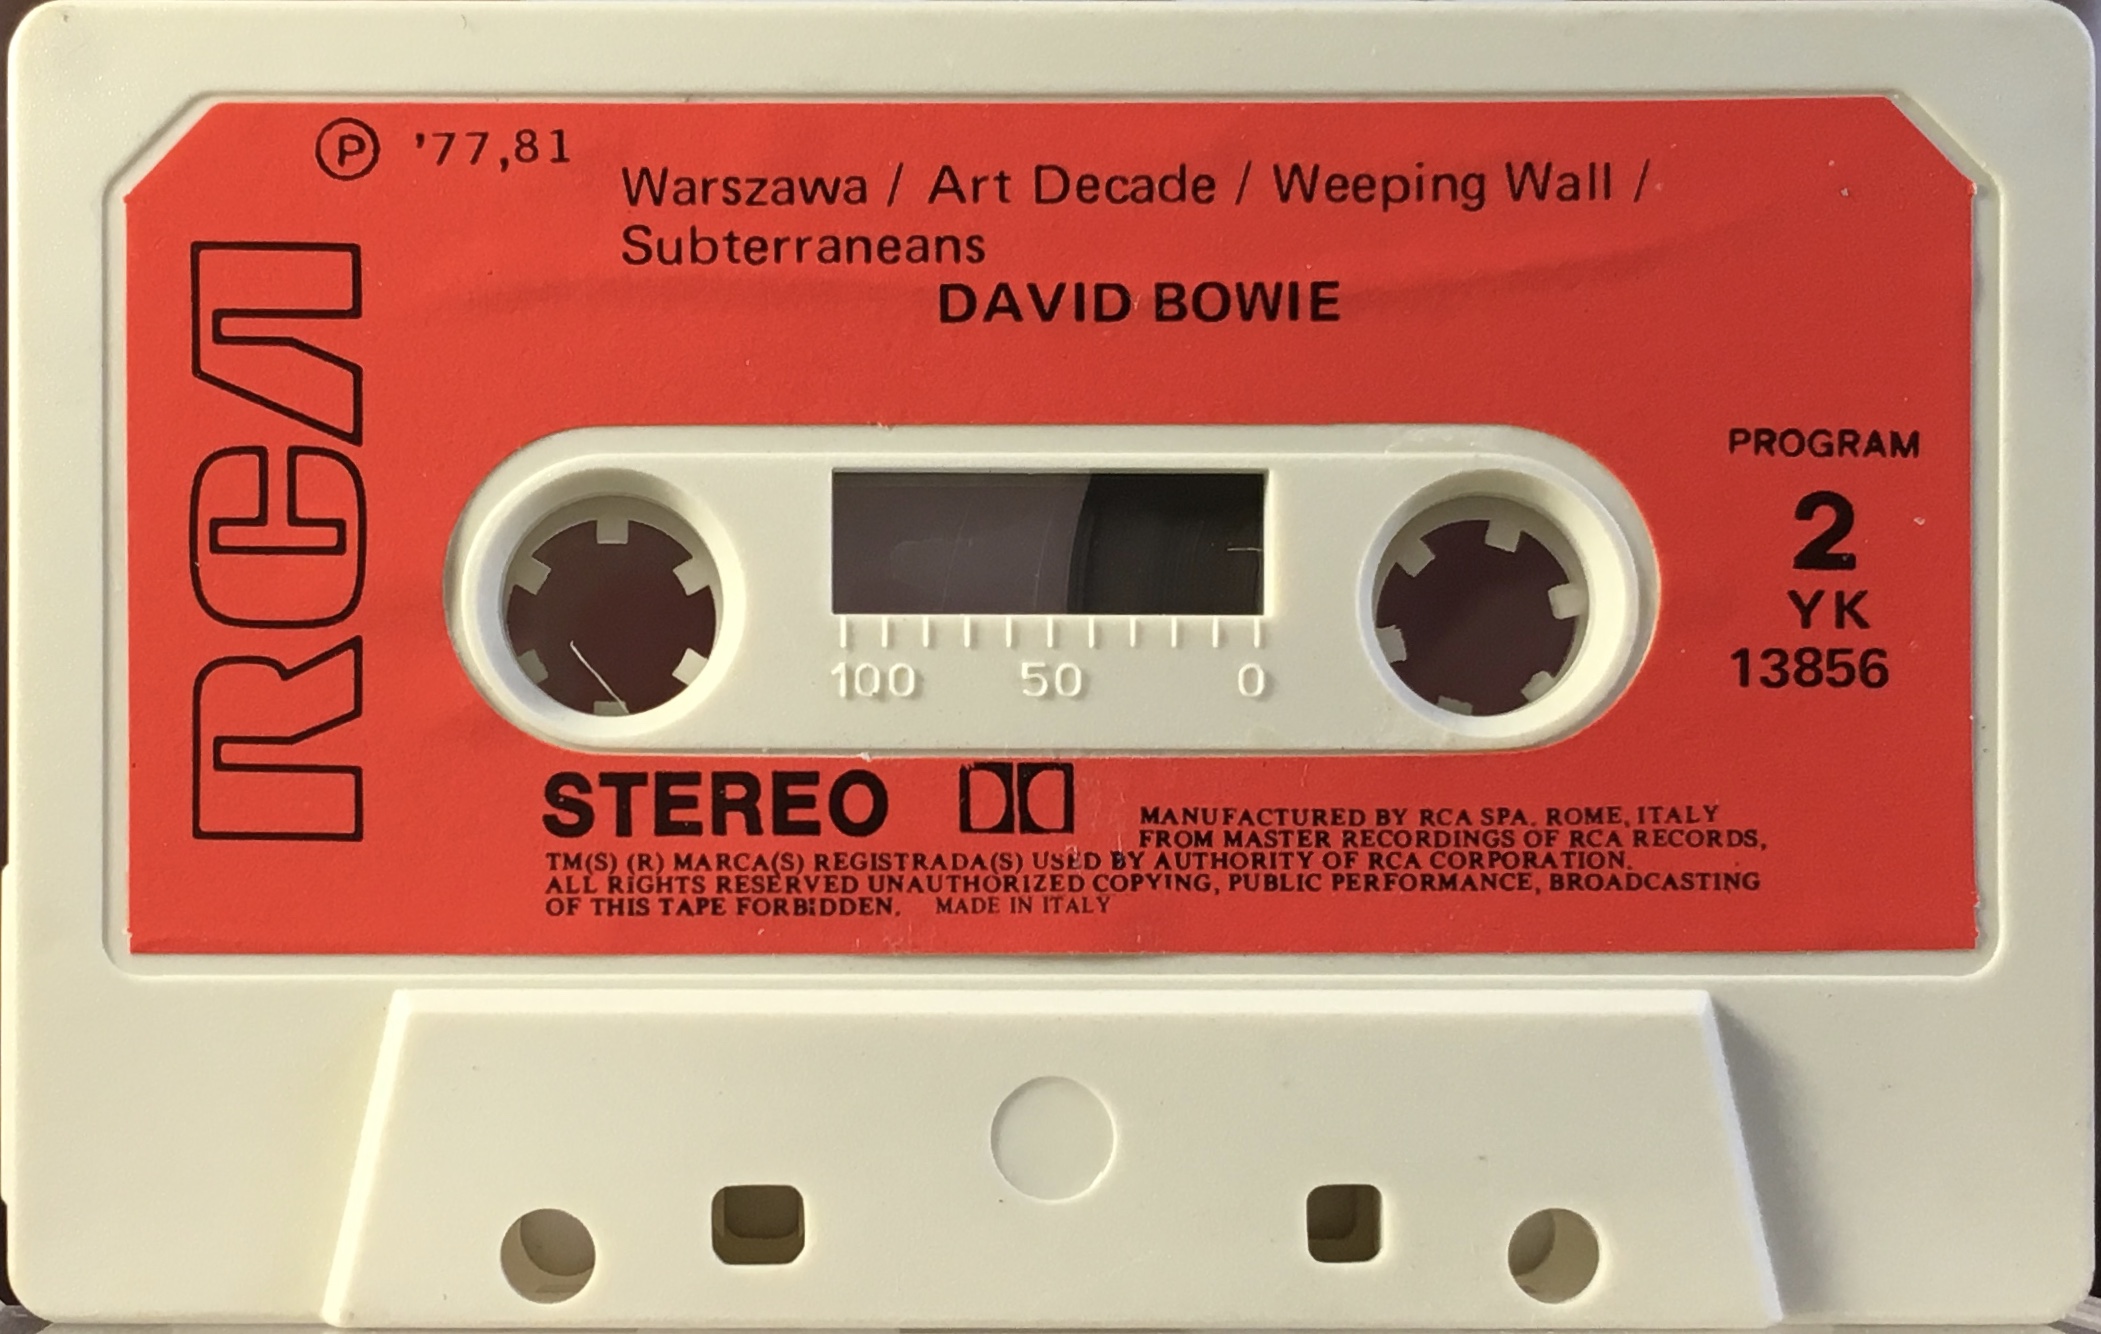 Ⓟ '77,81
Warszawa / Art Decade / Weeping Wall /
Subterraneans
DAVID BOWIE
RCA
PROGRAM
2
YK
13856
100 50 0
STEREO
MANUFACTURED BY RCA SPA. ROME, ITALY
FROM MASTER RECORDINGS OF RCA RECORDS,
TM(S) (R) MARCA(S) REGISTRADA(S) USED BY AUTHORITY OF RCA CORPORATION.
ALL RIGHTS RESERVED UNAUTHORIZED COPYING, PUBLIC PERFORMANCE, BROADCASTING
OF THIS TAPE FORBIDDEN. MADE IN ITALY